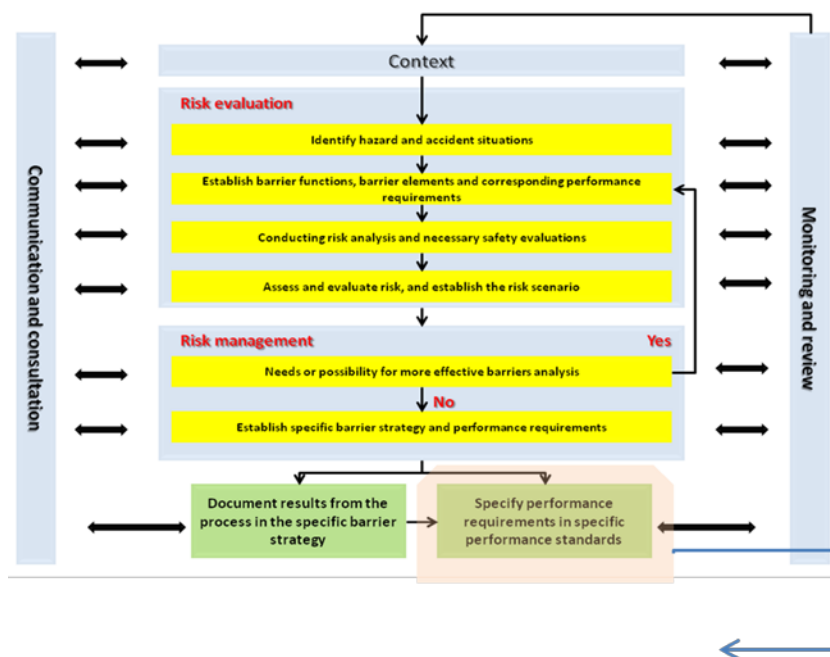 Context
Risk evaluation
Identify hazard and accident situations
Establish barrier functions, barrier elements and corresponding performance
requirements
Conducting risk analysis and necessary safety evaluations
Assess and evaluate risk, and establish the risk scenario
Risk management
Yes
Needs or possibility for more effective barriers analysis
No
Establish specific barrier strategy and performance requirements
Document results from the
process in the specific barrier
strategy
Specify performance
requirements in specific
performance standards
Communication and consultation
Monitoring and review